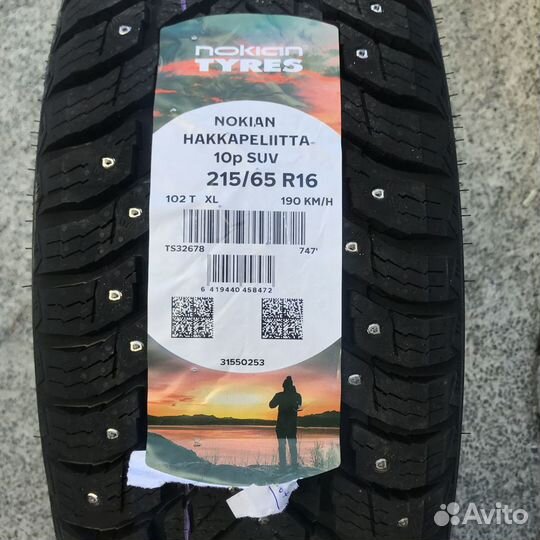 nokian
TYRES
NOKIAN
HAKKAPELIITTA
10p SUV
215/65 R16
102 T XL 190 KM/H
TS32678 747'
6 419440 458472
31550253
Avito